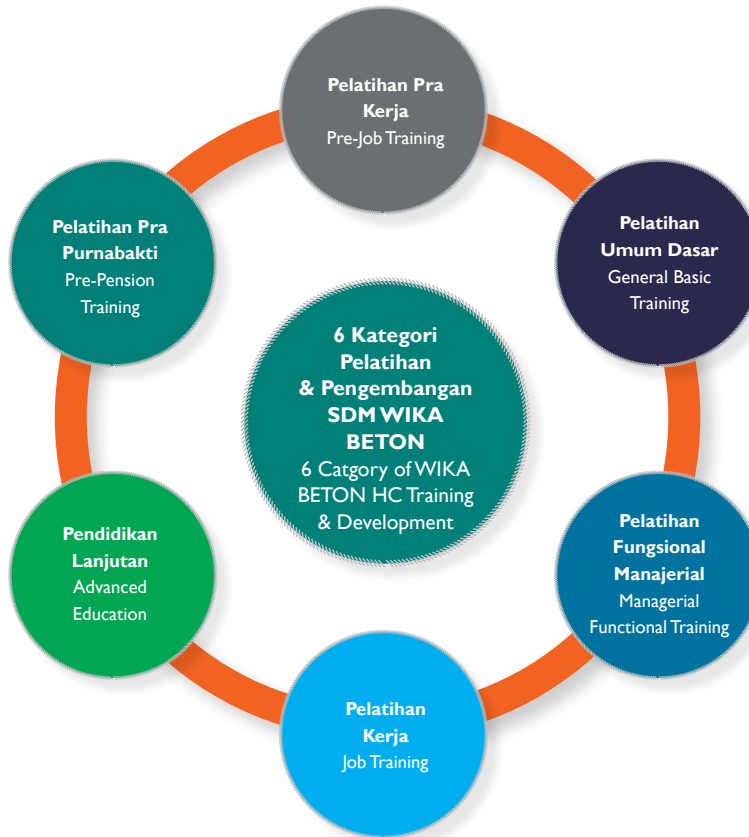 Pelatihan Pra
Kerja
Pre-Job Training
Pelatihan
Umum Dasar
General Basic
Training
Pelatihan
Fungsional
Manajerial
Managerial
Functional Training
Pelatihan
Kerja
Job Training
Pendidikan
Lanjutan
Advanced
Education
Pelatihan Pra
Purnabakti
Pre-Pension
Training
6 Kategori
Pelatihan
& Pengembangan
SDM WIKA
BETON
6 Catgory of WIKA
BETON HC Training
& Development